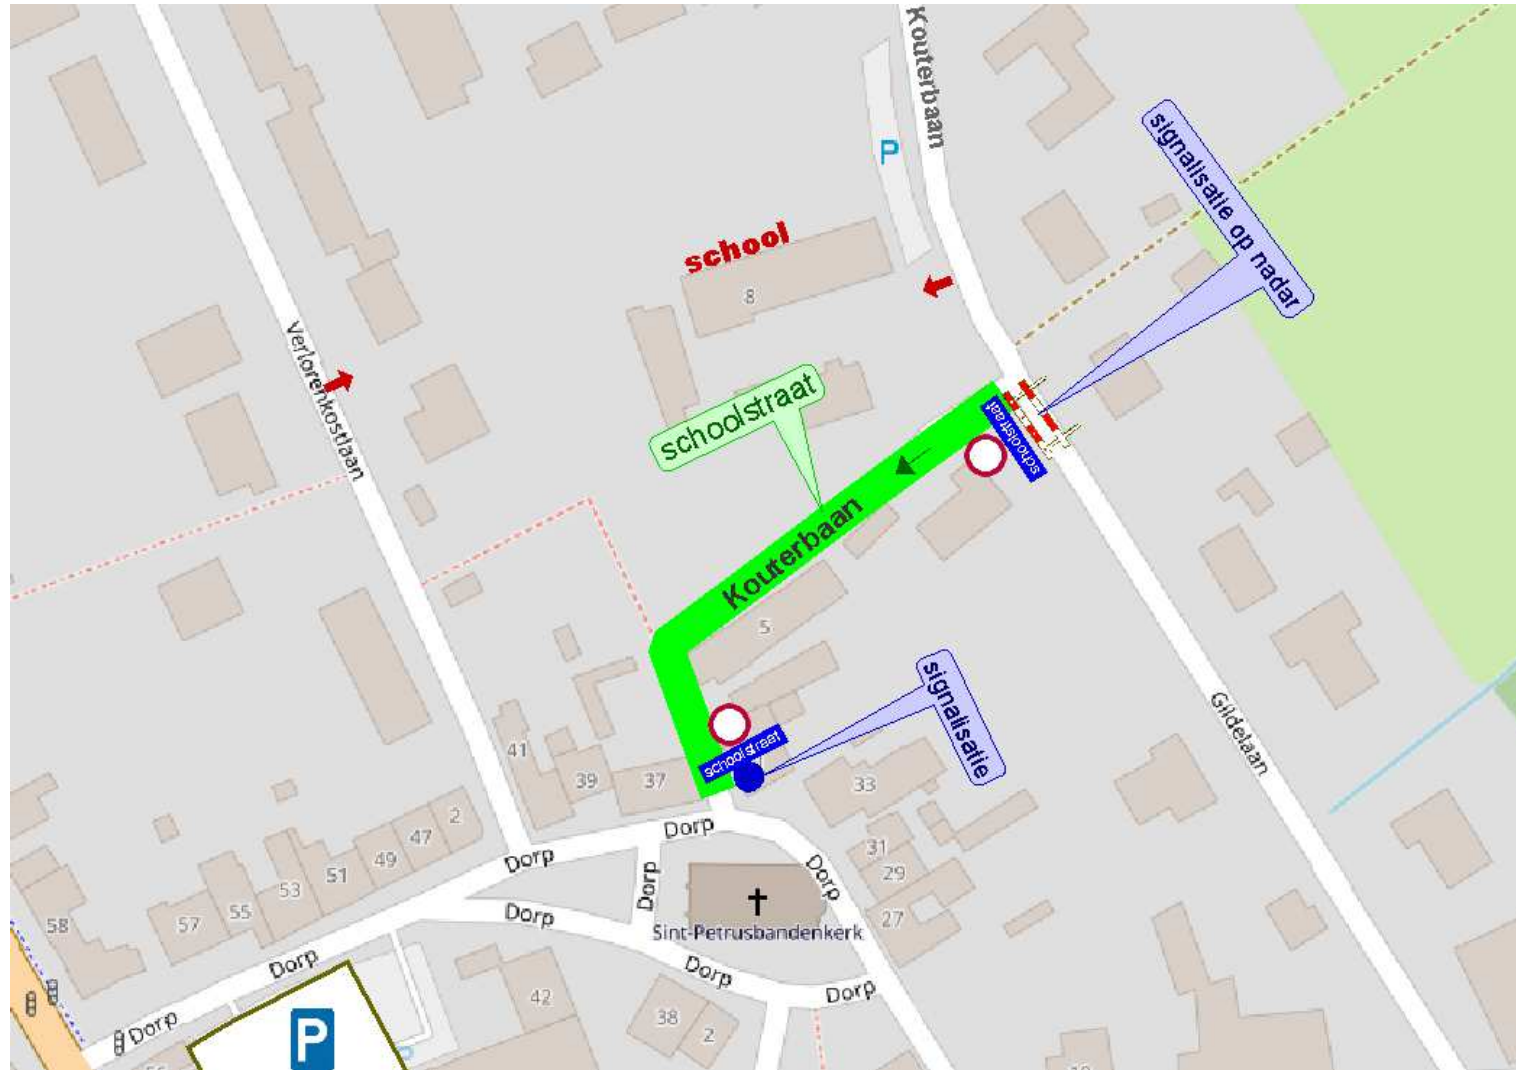 Kouterbaan
signalisatie op nadar
P
school
8
Verlorenkostlaan
schoolstraat
schoolstraat
Kouterbaan
5
signalisatie
schoolstraat
Gildelaan
41
39
37
33
Dorp
2
47
49
51
53
55
57
58
Dorp
Dorp
Dorp
31
29
27
Sint-Petrusbandenkerk
Dorp
Dorp
Dorp
Dorp
Dorp
42
38
2
P
P